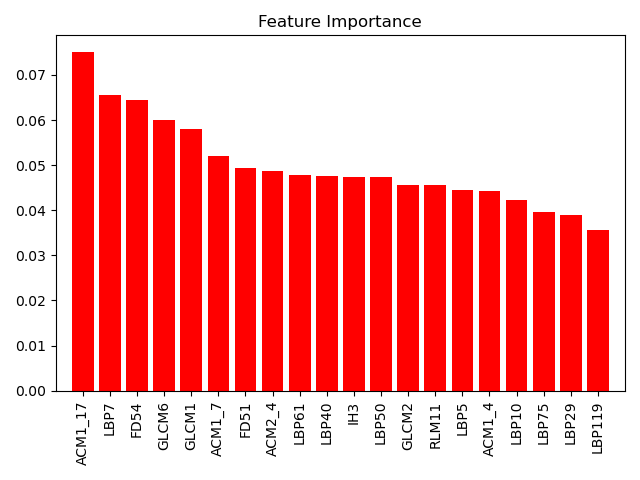 Feature Importance
0.07
0.06
0.05
0.04
0.03
0.02
0.01
0.00
ACM1_17
LBP7
FD54
GLCM6
GLCM1
ACM1_7
FD51
ACM2_4
LBP61
LBP40
IH3
LBP50
GLCM2
RLM11
LBP5
ACM1_4
LBP10
LBP75
LBP29
LBP119